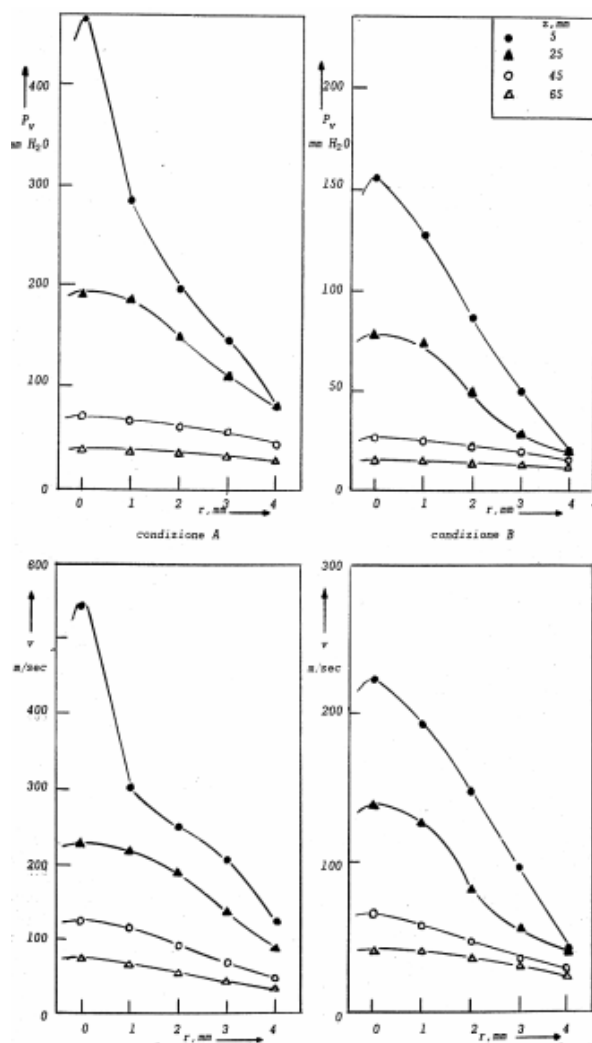 z, mm
● 5
▲ 25
○ 45
△ 65
400
P_v
mm H₂O
300
200
100
0
0 1 2 3 4
r, mm
condizione A
200
P_v
mm H₂O
150
100
50
0
0 1 2 3 4
r, mm
condizione B
600
v
m/sec
400
300
200
100
0
0 1 2 3 4
r, mm
300
v
m/sec
200
100
0
0 1 2 3 4
r, mm